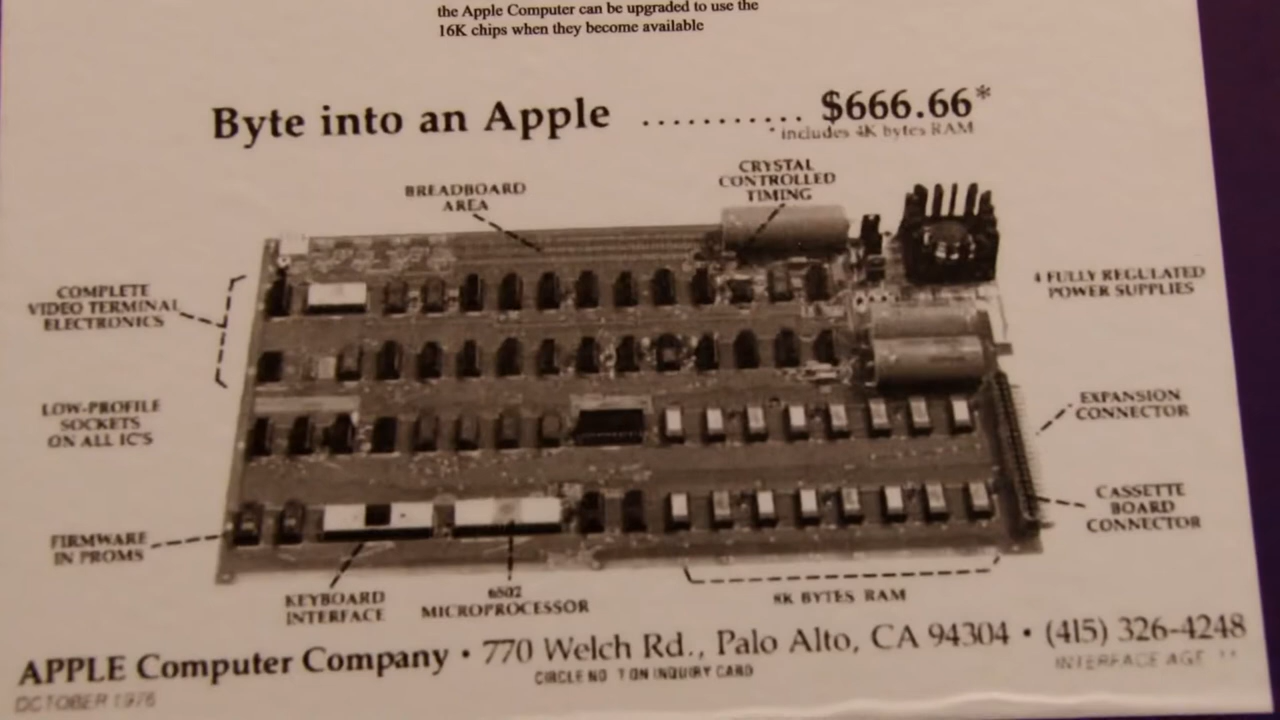 the Apple Computer can be upgraded to use the
16K chips when they become available
Byte into an Apple ........... $666.66*
* includes 4K bytes RAM
CRYSTAL
CONTROLLED
TIMING
BREADBOARD
AREA
4 FULLY REGULATED
POWER SUPPLIES
COMPLETE
VIDEO TERMINAL
ELECTRONICS
EXPANSION
CONNECTOR
LOW-PROFILE
SOCKETS
ON ALL IC'S
CASSETTE
BOARD
CONNECTOR
FIRMWARE
IN PROMS
KEYBOARD
INTERFACE
6502
MICROPROCESSOR
8K BYTES RAM
APPLE Computer Company • 770 Welch Rd., Palo Alto, CA 94304 • (415) 326-4248
OCTOBER 1976
CIRCLE NO 7 ON INQUIRY CARD
INTERFACE AGE